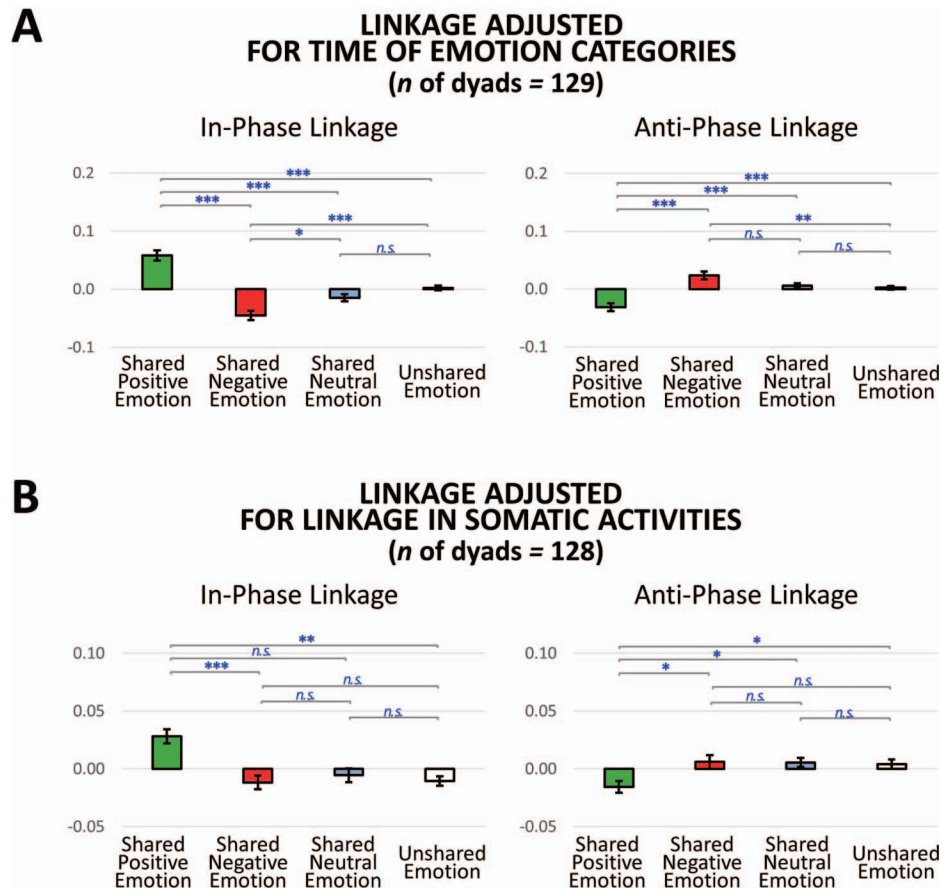 A
LINKAGE ADJUSTED
FOR TIME OF EMOTION CATEGORIES
(n of dyads = 129)
In-Phase Linkage
0.2
***
***
***
***
0.1
*
n.s.
0.0
-0.1
Shared Positive Emotion
Shared Negative Emotion
Shared Neutral Emotion
Unshared Emotion
Anti-Phase Linkage
0.2
***
***
***
**
0.1
n.s.
n.s.
0.0
-0.1
Shared Positive Emotion
Shared Negative Emotion
Shared Neutral Emotion
Unshared Emotion
B
LINKAGE ADJUSTED
FOR LINKAGE IN SOMATIC ACTIVITIES
(n of dyads = 128)
In-Phase Linkage
**
0.10
n.s.
***
n.s.
n.s.
0.05
n.s.
0.00
-0.05
Shared Positive Emotion
Shared Negative Emotion
Shared Neutral Emotion
Unshared Emotion
Anti-Phase Linkage
*
0.10
*
*
n.s.
n.s.
0.05
n.s.
0.00
-0.05
Shared Positive Emotion
Shared Negative Emotion
Shared Neutral Emotion
Unshared Emotion